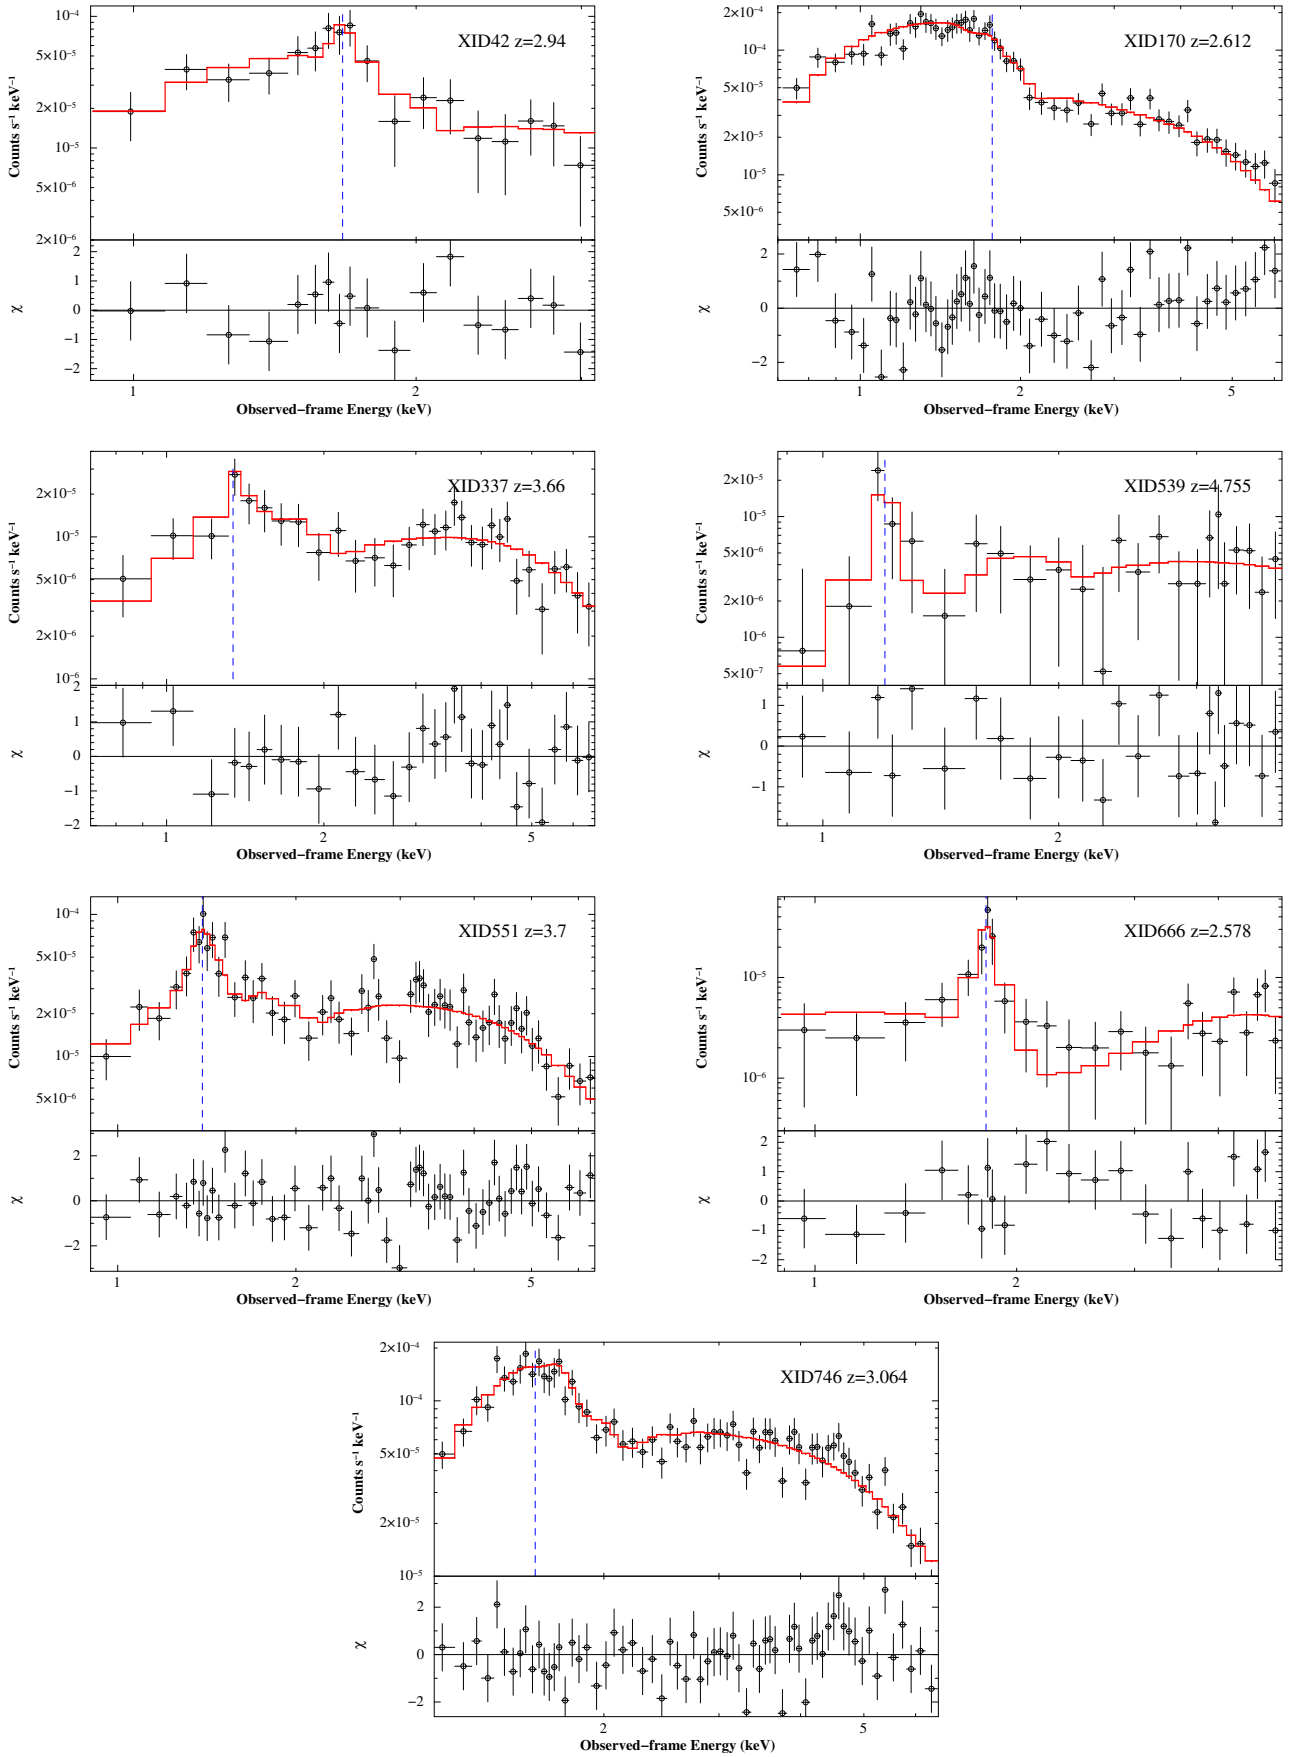 XID42 z=2.94
Counts s⁻¹ keV⁻¹
10⁻⁴
5×10⁻⁵
2×10⁻⁵
10⁻⁵
5×10⁻⁶
2×10⁻⁶
χ
2
1
0
−1
−2
1
2
Observed−frame Energy (keV)
XID170 z=2.612
Counts s⁻¹ keV⁻¹
2×10⁻⁴
10⁻⁴
5×10⁻⁵
2×10⁻⁵
10⁻⁵
5×10⁻⁶
χ
2
0
−2
1
2
5
Observed−frame Energy (keV)
XID337 z=3.66
Counts s⁻¹ keV⁻¹
2×10⁻⁵
10⁻⁵
5×10⁻⁶
2×10⁻⁶
10⁻⁶
χ
2
1
0
−1
−2
1
2
5
Observed−frame Energy (keV)
XID539 z=4.755
Counts s⁻¹ keV⁻¹
2×10⁻⁵
10⁻⁵
5×10⁻⁶
2×10⁻⁶
10⁻⁶
5×10⁻⁷
χ
1
0
−1
1
2
Observed−frame Energy (keV)
XID551 z=3.7
Counts s⁻¹ keV⁻¹
10⁻⁴
5×10⁻⁵
2×10⁻⁵
10⁻⁵
5×10⁻⁶
χ
2
0
−2
1
2
5
Observed−frame Energy (keV)
XID666 z=2.578
Counts s⁻¹ keV⁻¹
10⁻⁵
10⁻⁶
χ
2
1
0
−1
−2
1
2
Observed−frame Energy (keV)
XID746 z=3.064
Counts s⁻¹ keV⁻¹
2×10⁻⁴
10⁻⁴
5×10⁻⁵
2×10⁻⁵
10⁻⁵
χ
2
0
−2
2
5
Observed−frame Energy (keV)